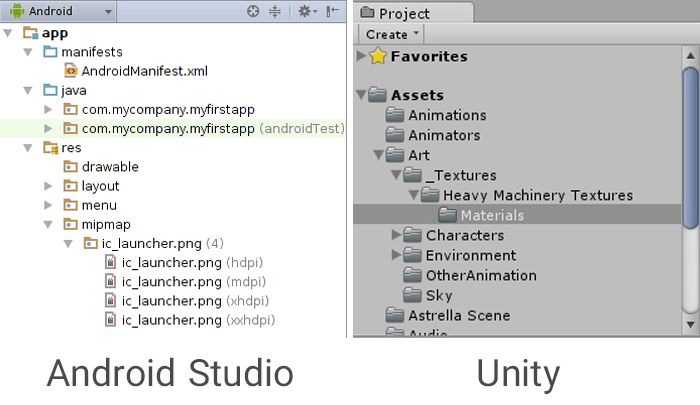 Android
app
manifests
AndroidManifest.xml
java
com.mycompany.myfirstapp
com.mycompany.myfirstapp (androidTest)
res
drawable
layout
menu
mipmap
ic_launcher.png (4)
ic_launcher.png (hdpi)
ic_launcher.png (mdpi)
ic_launcher.png (xhdpi)
ic_launcher.png (xxhdpi)
Android Studio
Project
Create
Favorites
Assets
Animations
Animators
Art
_Textures
Heavy Machinery Textures
Materials
Characters
Environment
OtherAnimation
Sky
Astrella Scene
Audio
Unity